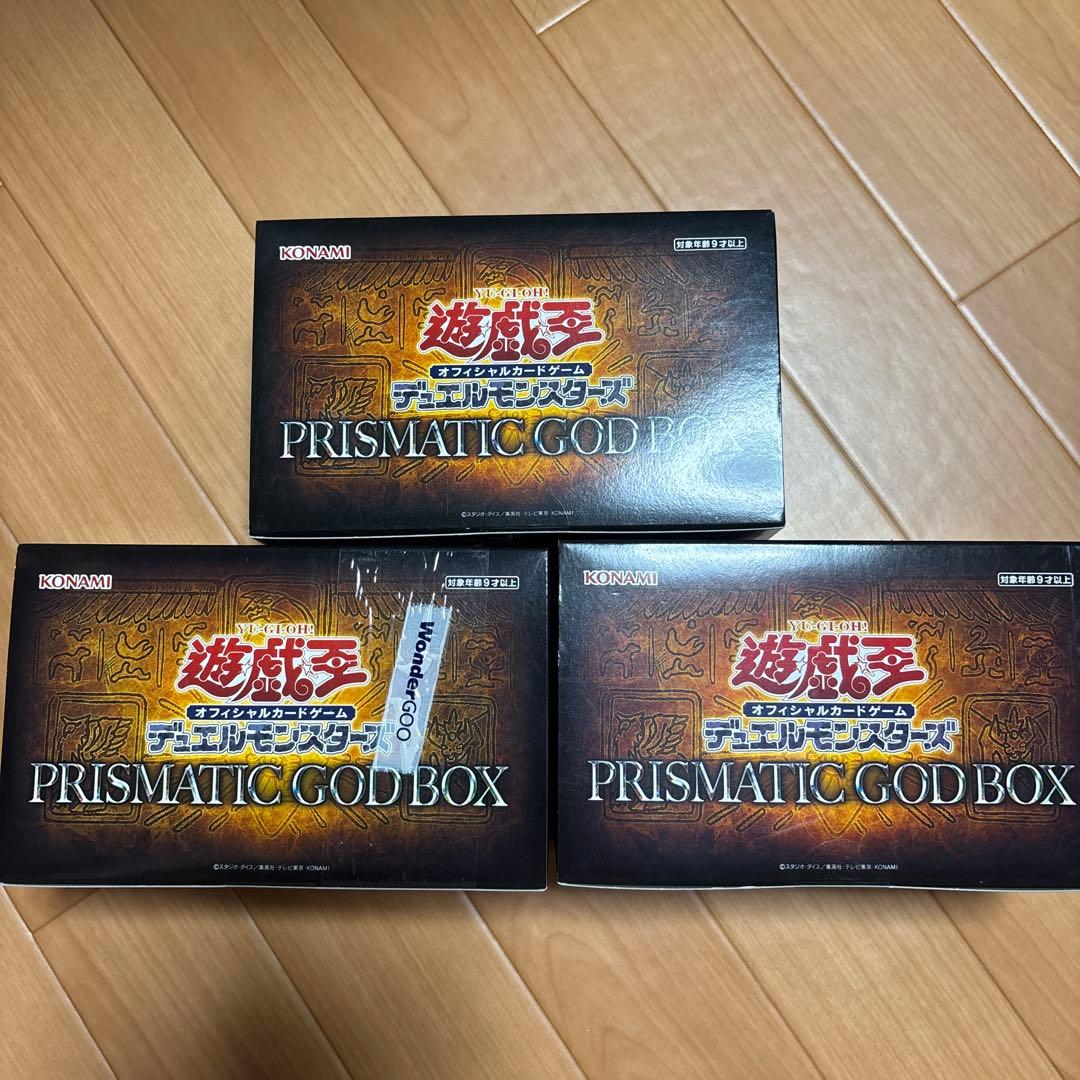 KONAMI
対象年齢9才以上
YU-GI-OH!
遊戯王
オフィシャルカードゲーム
デュエルモンスターズ
PRISMATIC GOD BOX
©スタジオ・ダイス／集英社・テレビ東京・KONAMI
KONAMI
対象年齢9才以上
YU-GI-OH!
遊戯王
オフィシャルカードゲーム
デュエルモンスターズ
PRISMATIC GOD BOX
WonderGOO
©スタジオ・ダイス／集英社・テレビ東京・KONAMI
KONAMI
対象年齢9才以上
YU-GI-OH!
遊戯王
オフィシャルカードゲーム
デュエルモンスターズ
PRISMATIC GOD BOX
©スタジオ・ダイス／集英社・テレビ東京・KONAMI